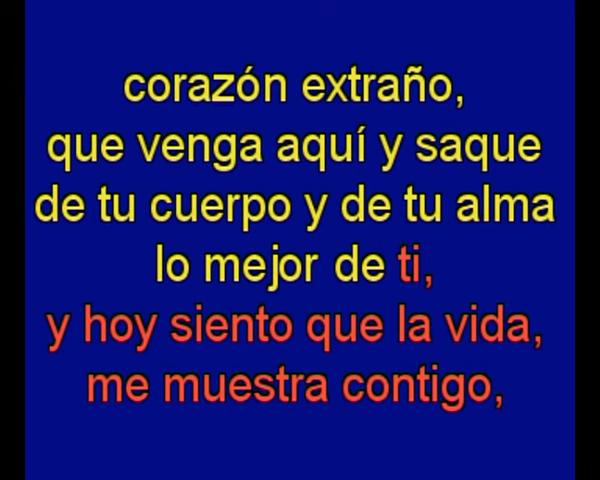 corazón extraño,
que venga aquí y saque
de tu cuerpo y de tu alma
lo mejor de ti,
y hoy siento que la vida,
me muestra contigo,